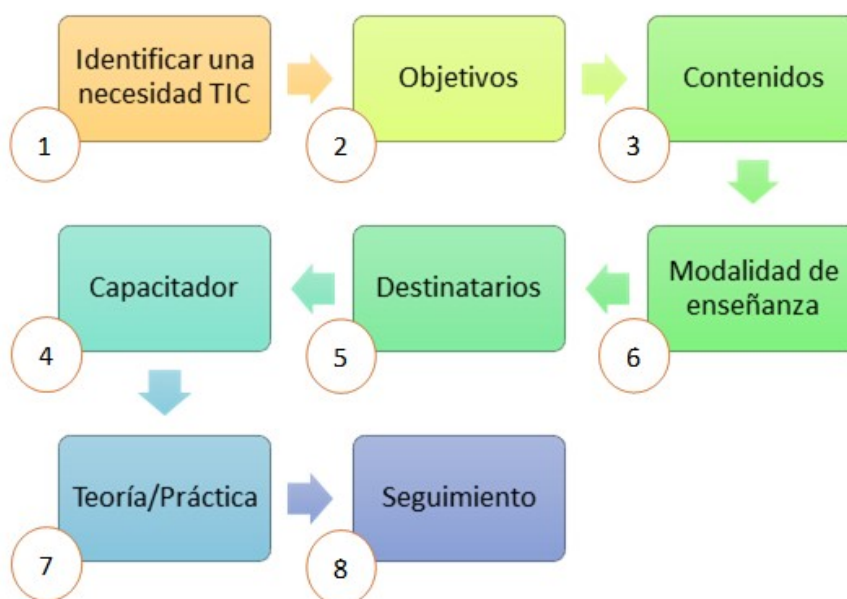 Identificar una
necesidad TIC
1
Objetivos
2
Contenidos
3
Capacitador
4
Destinatarios
5
Modalidad de
enseñanza
6
Teoría/Práctica
7
Seguimiento
8